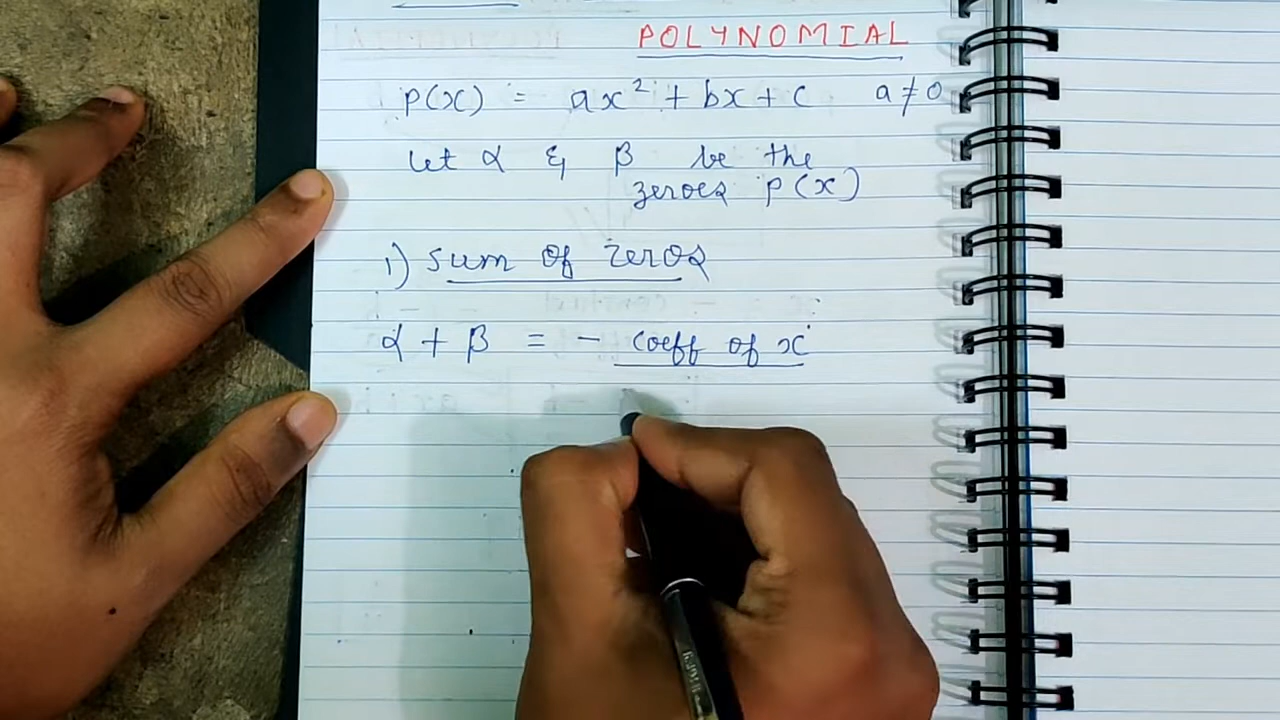 POLYNOMIAL
P(x) = ax² + bx + c a ≠ 0
Let α & β be the
zeroes p(x)
1) Sum of zeros
α + β = - coeff of x